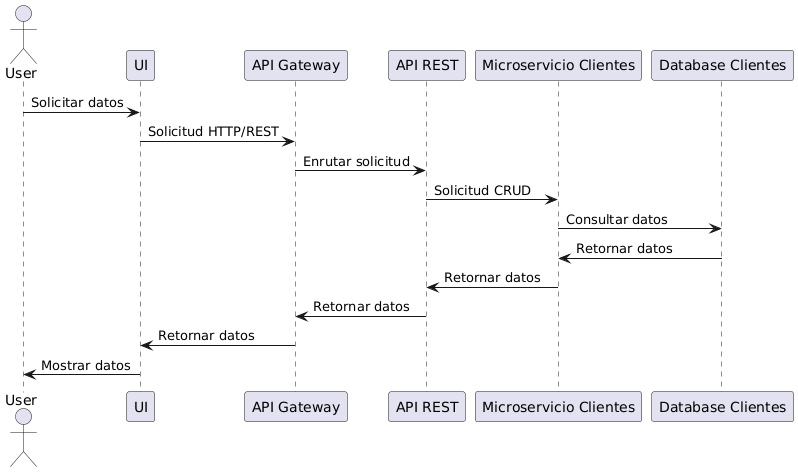 User
UI
API Gateway
API REST
Microservicio Clientes
Database Clientes
Solicitar datos
Solicitud HTTP/REST
Enrutar solicitud
Solicitud CRUD
Consultar datos
Retornar datos
Retornar datos
Retornar datos
Retornar datos
Mostrar datos
User
UI
API Gateway
API REST
Microservicio Clientes
Database Clientes